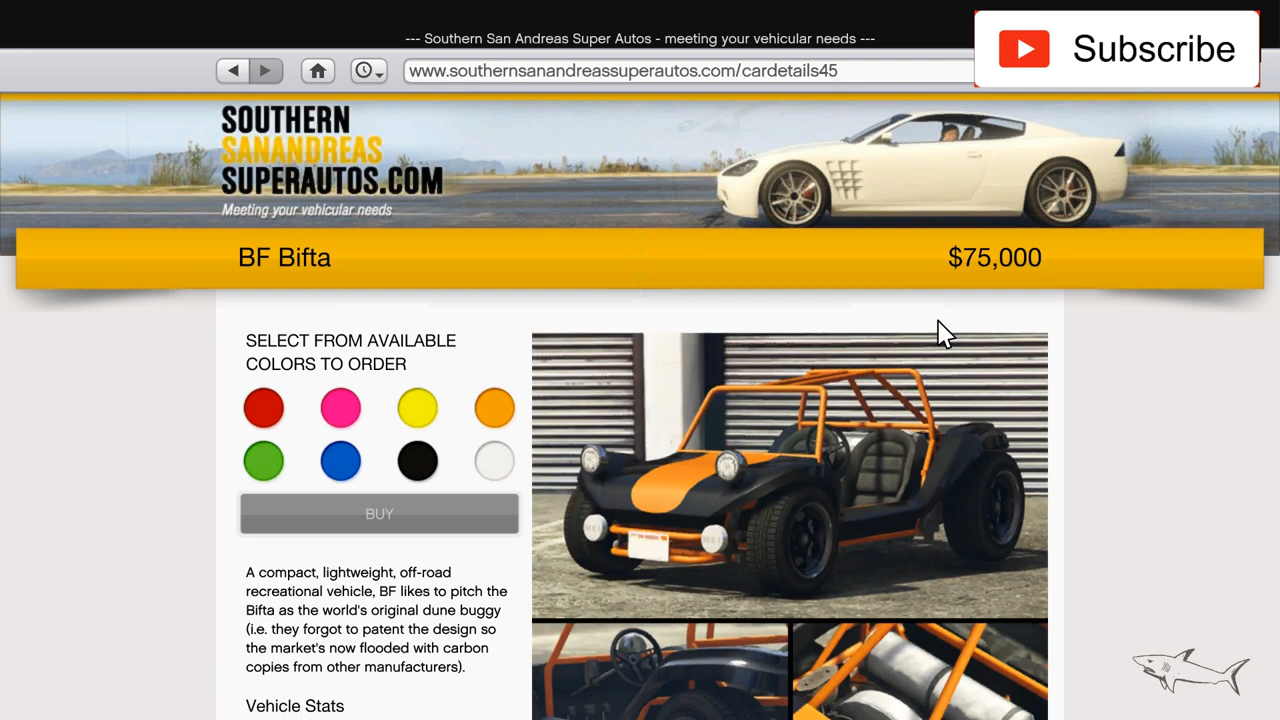 --- Southern San Andreas Super Autos - meeting your vehicular needs ---
Subscribe
www.southernsanandreassuperautos.com/cardetails45
SOUTHERN
SANANDREAS
SUPERAUTOS.COM
Meeting your vehicular needs
BF Bifta
$75,000
SELECT FROM AVAILABLE
COLORS TO ORDER
BUY
A compact, lightweight, off-road
recreational vehicle, BF likes to pitch the
Bifta as the world's original dune buggy
(i.e. they forgot to patent the design so
the market's now flooded with carbon
copies from other manufacturers).
Vehicle Stats